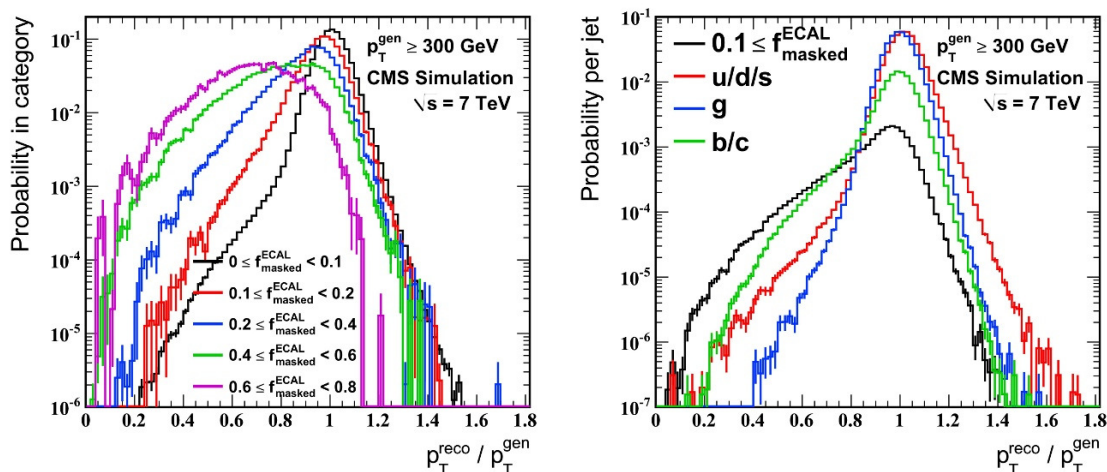 Probability in category
10⁻¹
10⁻²
10⁻³
10⁻⁴
10⁻⁵
10⁻⁶
p_T^gen ≥ 300 GeV
CMS Simulation
√s = 7 TeV
0 ≤ f_masked^ECAL < 0.1
0.1 ≤ f_masked^ECAL < 0.2
0.2 ≤ f_masked^ECAL < 0.4
0.4 ≤ f_masked^ECAL < 0.6
0.6 ≤ f_masked^ECAL < 0.8
0 0.2 0.4 0.6 0.8 1.0 1.2 1.4 1.6 1.8
p_T^reco / p_T^gen
Probability per jet
10⁻¹
10⁻²
10⁻³
10⁻⁴
10⁻⁵
10⁻⁶
10⁻⁷
0.1 ≤ f_masked^ECAL
u/d/s
g
b/c
p_T^gen ≥ 300 GeV
CMS Simulation
√s = 7 TeV
0 0.2 0.4 0.6 0.8 1.0 1.2 1.4 1.6 1.8
p_T^reco / p_T^gen